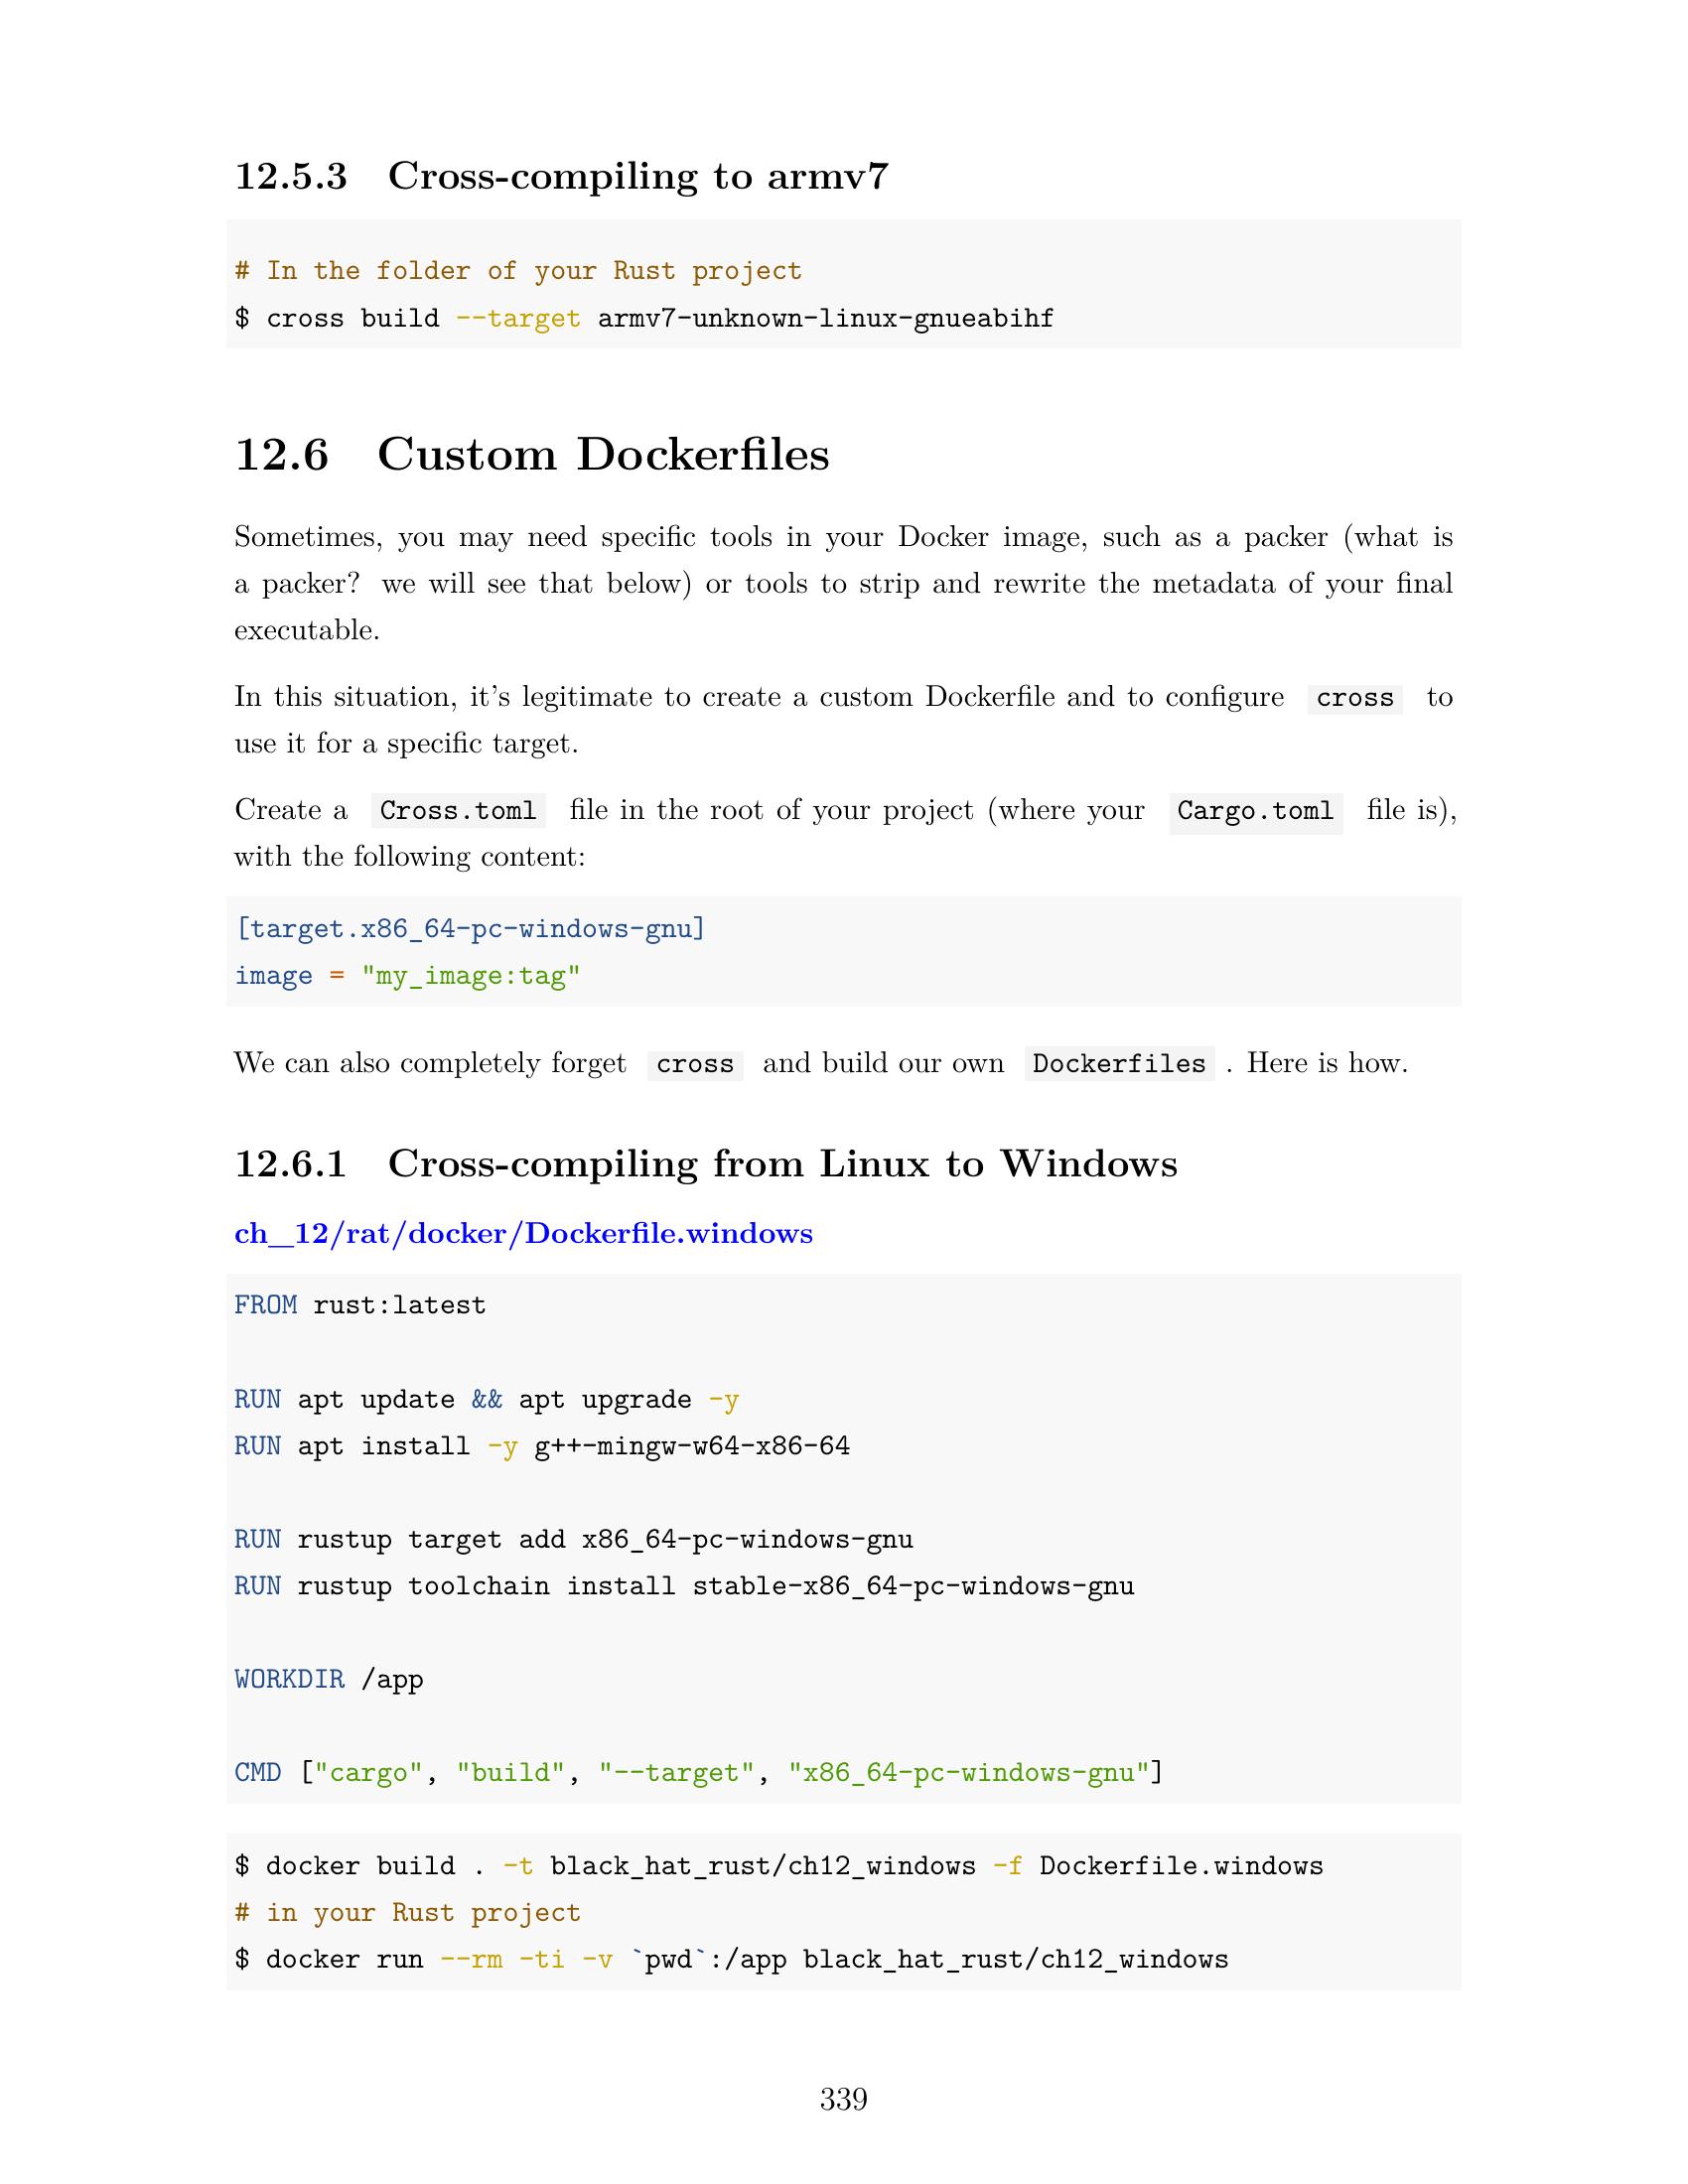 12.5.3 Cross-compiling to armv7
# In the folder of your Rust project
$ cross build --target armv7-unknown-linux-gnueabihf
12.6 Custom Dockerfiles
Sometimes, you may need specific tools in your Docker image, such as a packer (what is
a packer? we will see that below) or tools to strip and rewrite the metadata of your final
executable.
In this situation, it's legitimate to create a custom Dockerfile and to configure cross to
use it for a specific target.
Create a Cross.toml file in the root of your project (where your Cargo.toml file is),
with the following content:
[target.x86_64-pc-windows-gnu]
image = "my_image:tag"
We can also completely forget cross and build our own Dockerfiles . Here is how.
12.6.1 Cross-compiling from Linux to Windows
ch_12/rat/docker/Dockerfile.windows
FROM rust:latest
RUN apt update && apt upgrade -y
RUN apt install -y g++-mingw-w64-x86-64
RUN rustup target add x86_64-pc-windows-gnu
RUN rustup toolchain install stable-x86_64-pc-windows-gnu
WORKDIR /app
CMD ["cargo", "build", "--target", "x86_64-pc-windows-gnu"]
$ docker build . -t black_hat_rust/ch12_windows -f Dockerfile.windows
# in your Rust project
$ docker run --rm -ti -v `pwd`:/app black_hat_rust/ch12_windows
339